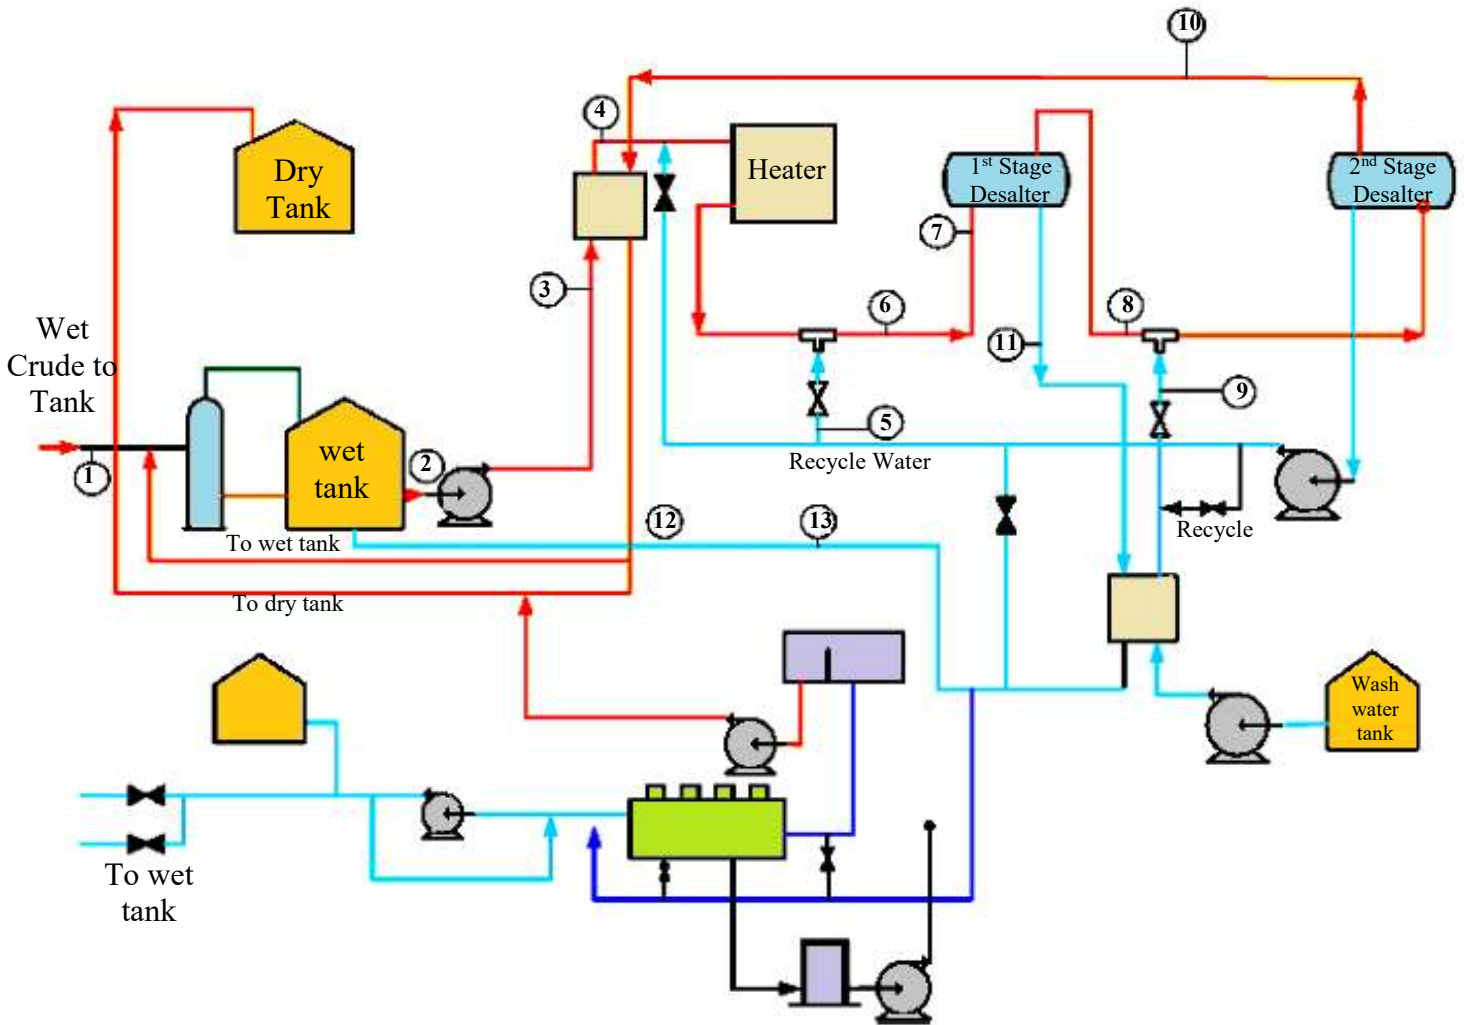 10
4
Heater
1st Stage
Desalter
2nd Stage
Desalter
Dry
Tank
7
3
6
8
11
Wet
Crude to
Tank
9
5
wet
tank
2
1
Recycle Water
12
13
Recycle
To wet tank
To dry tank
Wash
water
tank
To wet
tank